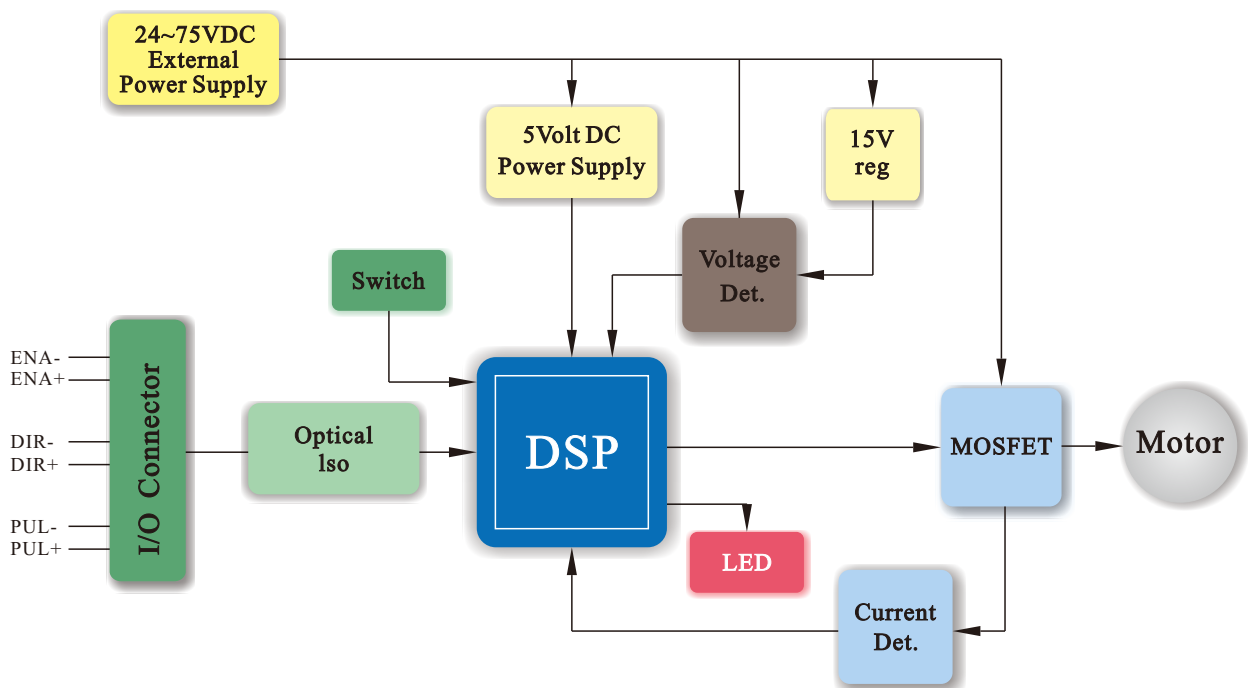 24~75VDC
External
Power Supply
5Volt DC
Power Supply
15V
reg
Voltage
Det.
Switch
ENA-
ENA+
DIR-
DIR+
PUL-
PUL+
I/O Connector
Optical
lso
DSP
MOSFET
Motor
LED
Current
Det.